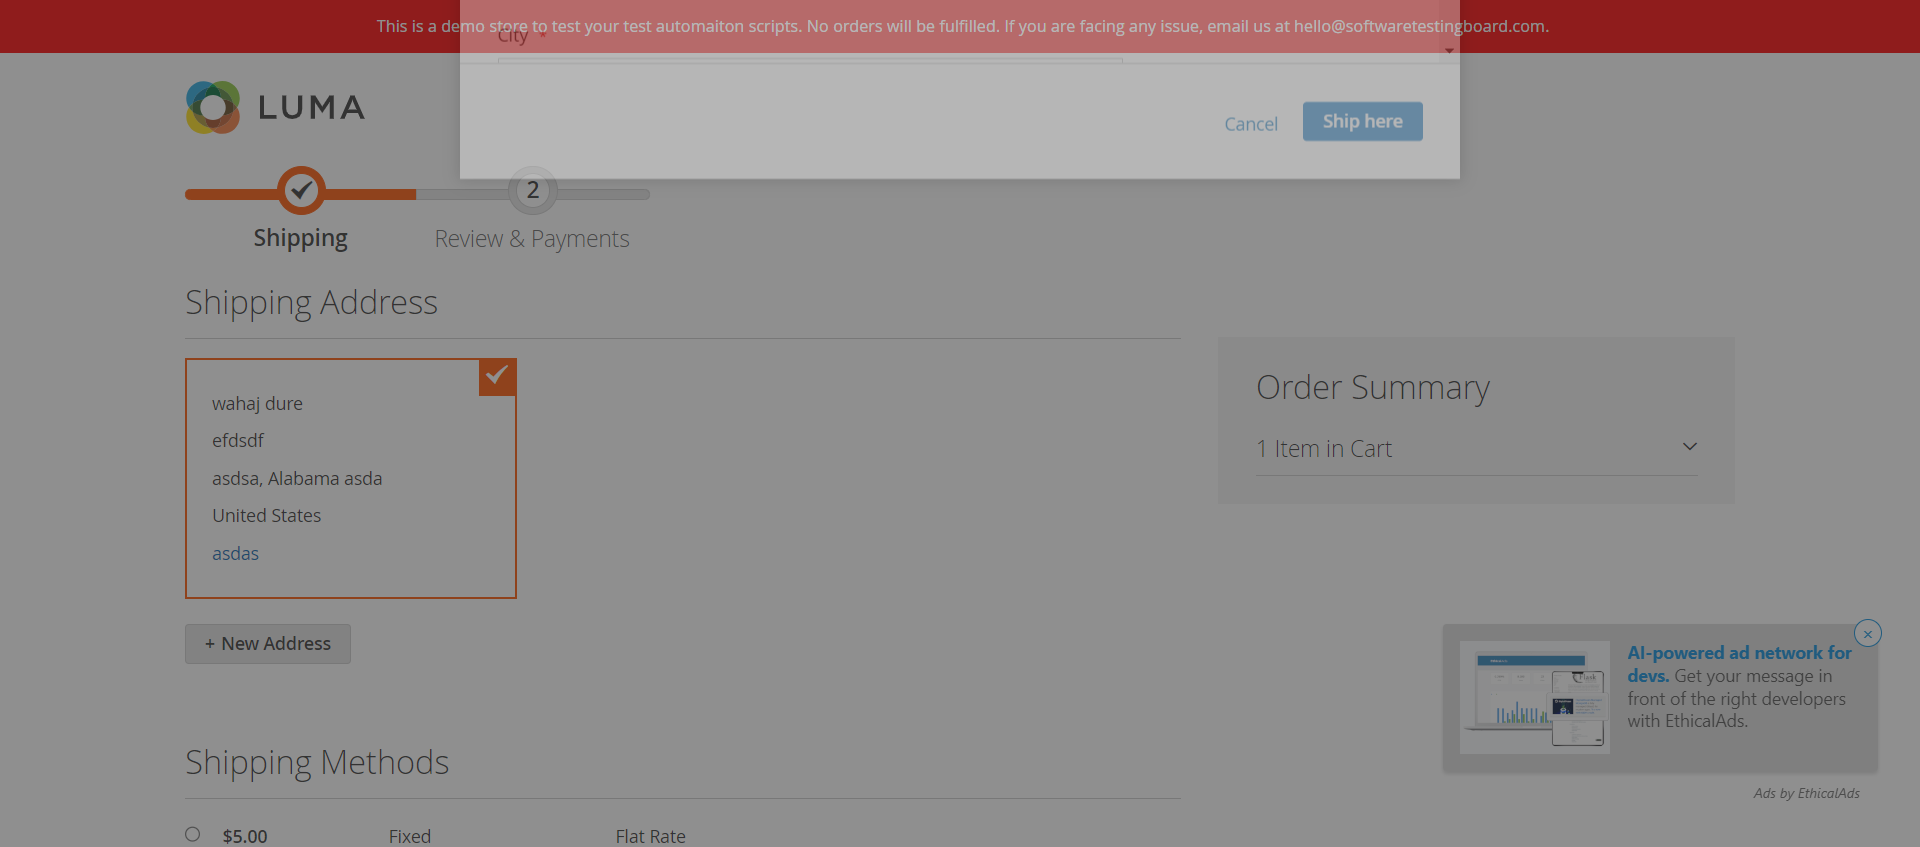 This is a demo store to test your test automaiton scripts. No orders will be fulfilled. If you are facing any issue, email us at hello@softwaretestingboard.com.
City *
LUMA
Cancel
Ship here
2
Shipping
Review & Payments
Shipping Address
wahaj dure
efdsdf
asdsa, Alabama asda
United States
asdas
+ New Address
Order Summary
1 Item in Cart
AI-powered ad network for
devs. Get your message in
front of the right developers
with EthicalAds.
Ads by EthicalAds
Shipping Methods
$5.00 Fixed Flat Rate